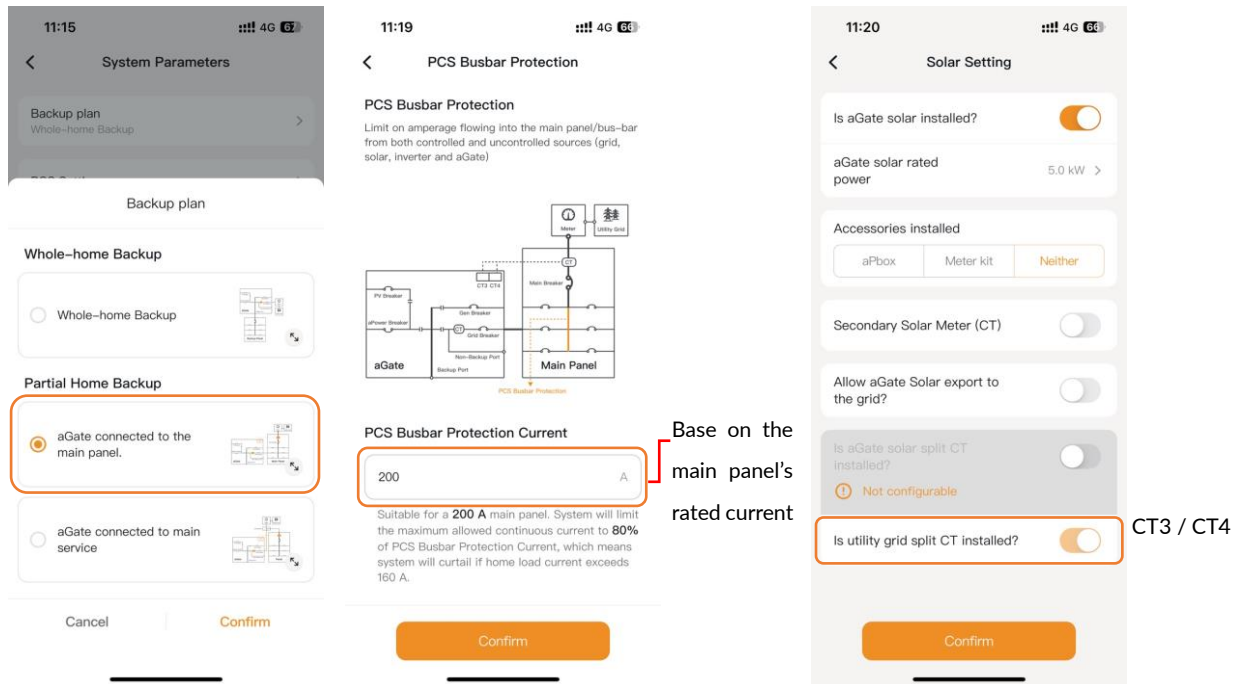 11:15
4G 67
System Parameters
Backup plan
Whole-home Backup
Backup plan
Whole-home Backup
Whole-home Backup
Partial Home Backup
aGate connected to the
main panel.
aGate connected to main
service
Cancel
Confirm
11:19
4G 66
PCS Busbar Protection
PCS Busbar Protection
Limit on amperage flowing into the main panel/bus-bar
from both controlled and uncontrolled sources (grid,
solar, inverter and aGate)
Meter
Utility Grid
CT
CT3 CT4
Main Breaker
PV Breaker
Gen Breaker
aPower Breaker
CT
Grid Breaker
Non-Backup Port
aGate
Backup Port
Main Panel
PCS Busbar Protection
PCS Busbar Protection Current
200
A
Suitable for a 200 A main panel. System will limit
the maximum allowed continuous current to 80%
of PCS Busbar Protection Current, which means
system will curtail if home load current exceeds
160 A.
Confirm
Base on the
main panel's
rated current
11:20
4G 66
Solar Setting
Is aGate solar installed?
aGate solar rated
power
5.0 kW
Accessories installed
aPbox
Meter kit
Neither
Secondary Solar Meter (CT)
Allow aGate Solar export to
the grid?
Is aGate solar split CT
installed?
Not configurable
Is utility grid split CT installed?
Confirm
CT3 / CT4